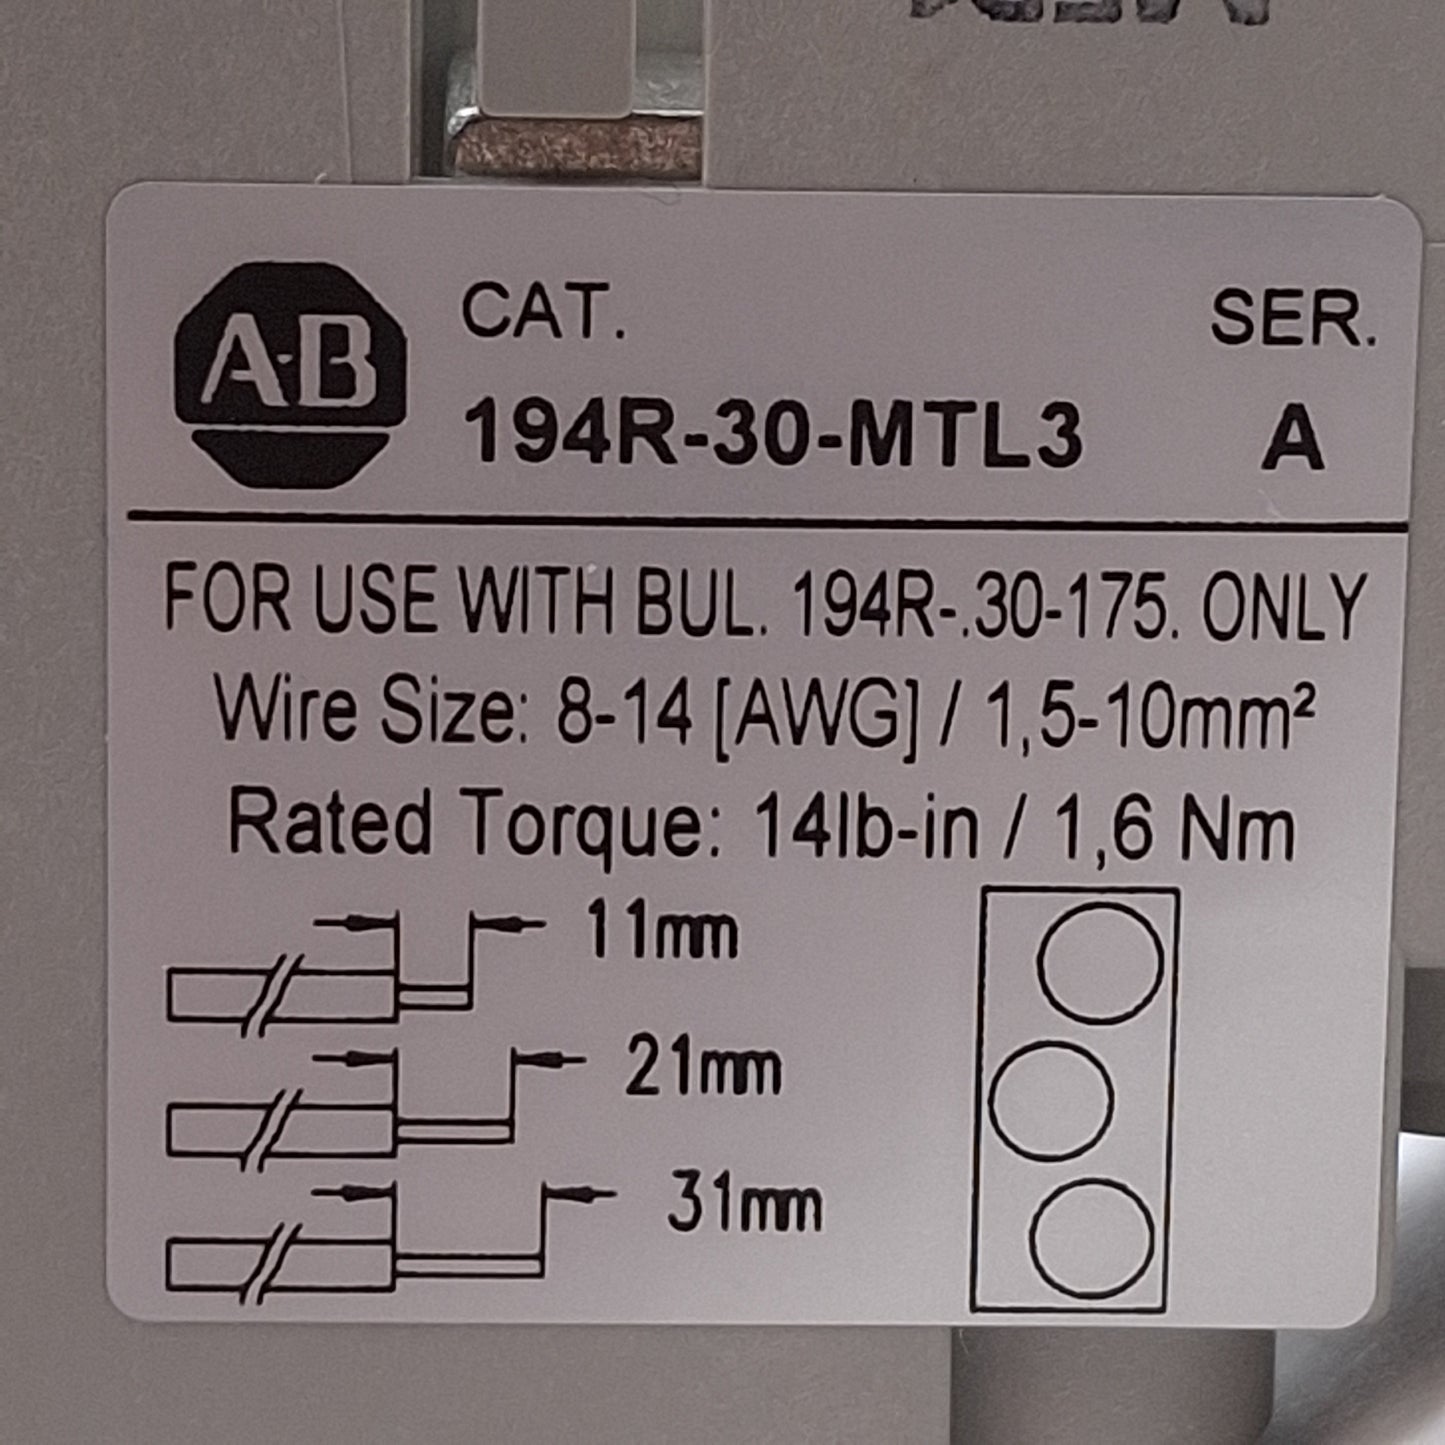 A-B
CAT.
SER.
194R-30-MTL3
A
FOR USE WITH BUL. 194R-.30-175. ONLY
Wire Size: 8-14 [AWG] / 1,5-10mm²
Rated Torque: 14lb-in / 1,6 Nm
11mm
21mm
31mm